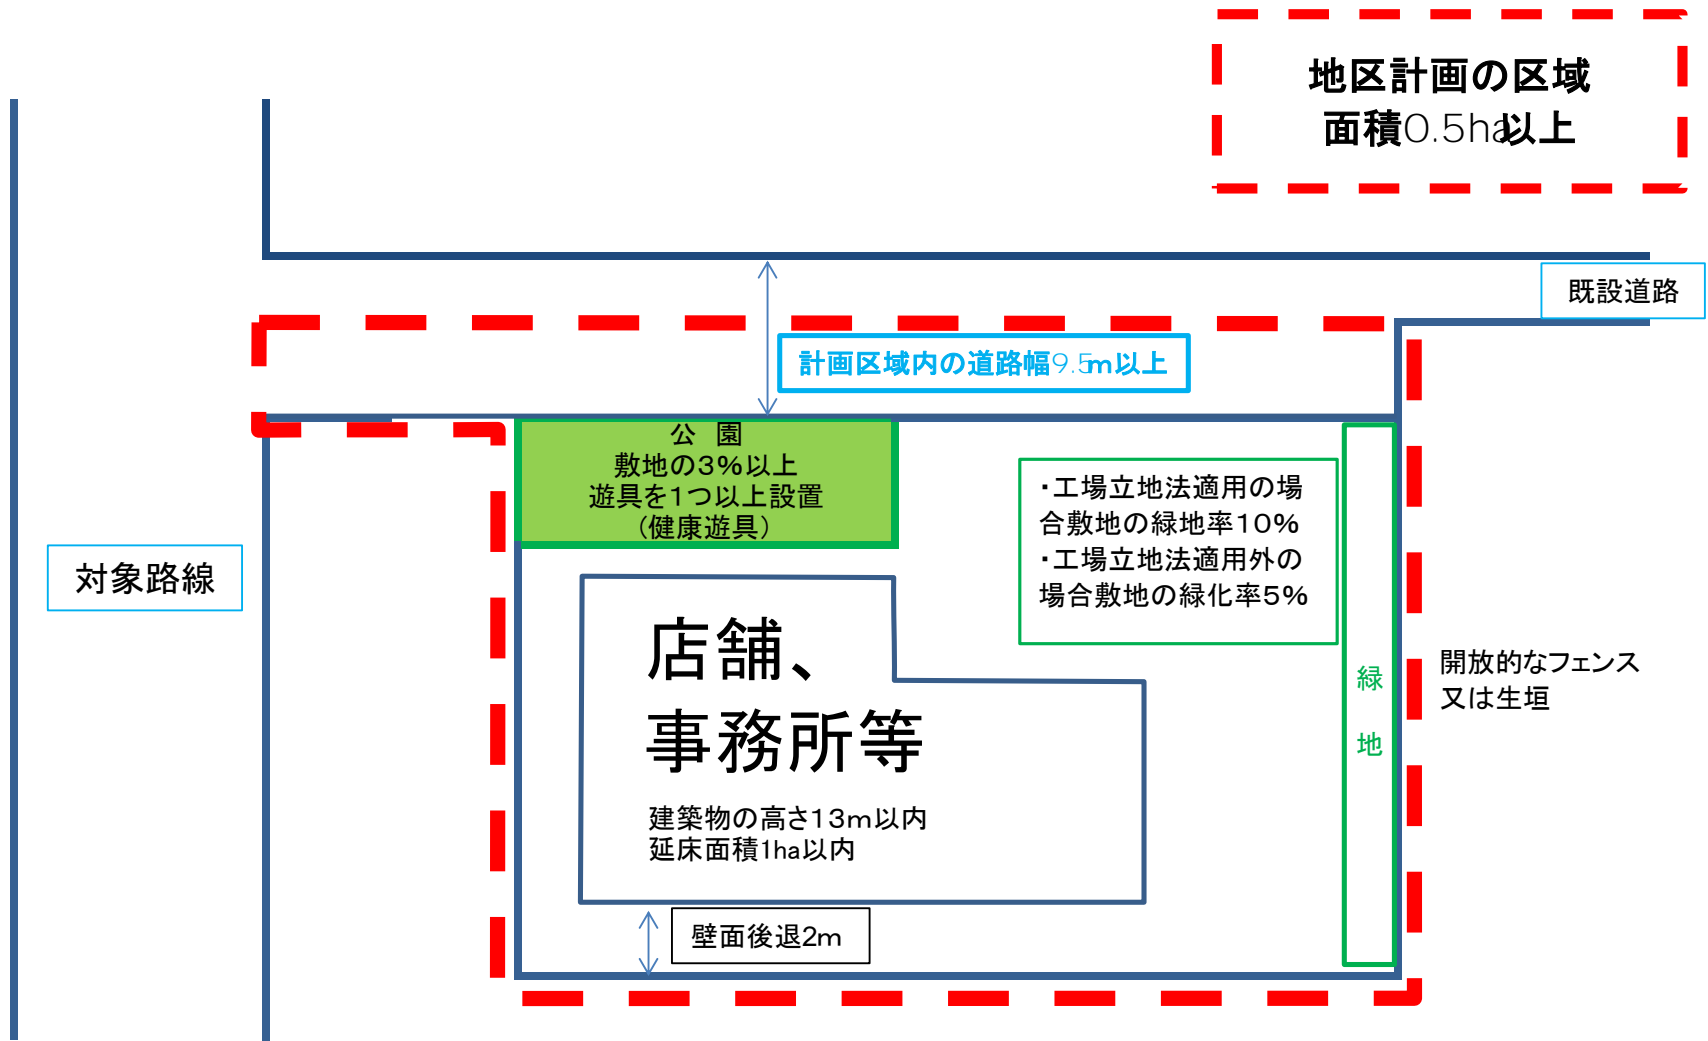 地区計画の区域
面積0.5ha以上
既設道路
計画区域内の道路幅9.5m以上
公 園
敷地の3%以上
遊具を1つ以上設置
(健康遊具)
・工場立地法適用の場
合敷地の緑地率10%
・工場立地法適用外の
場合敷地の緑化率5%
対象路線
店舗、
事務所等
建築物の高さ13m以内
延床面積1ha以内
緑
地
開放的なフェンス
又は生垣
壁面後退2m